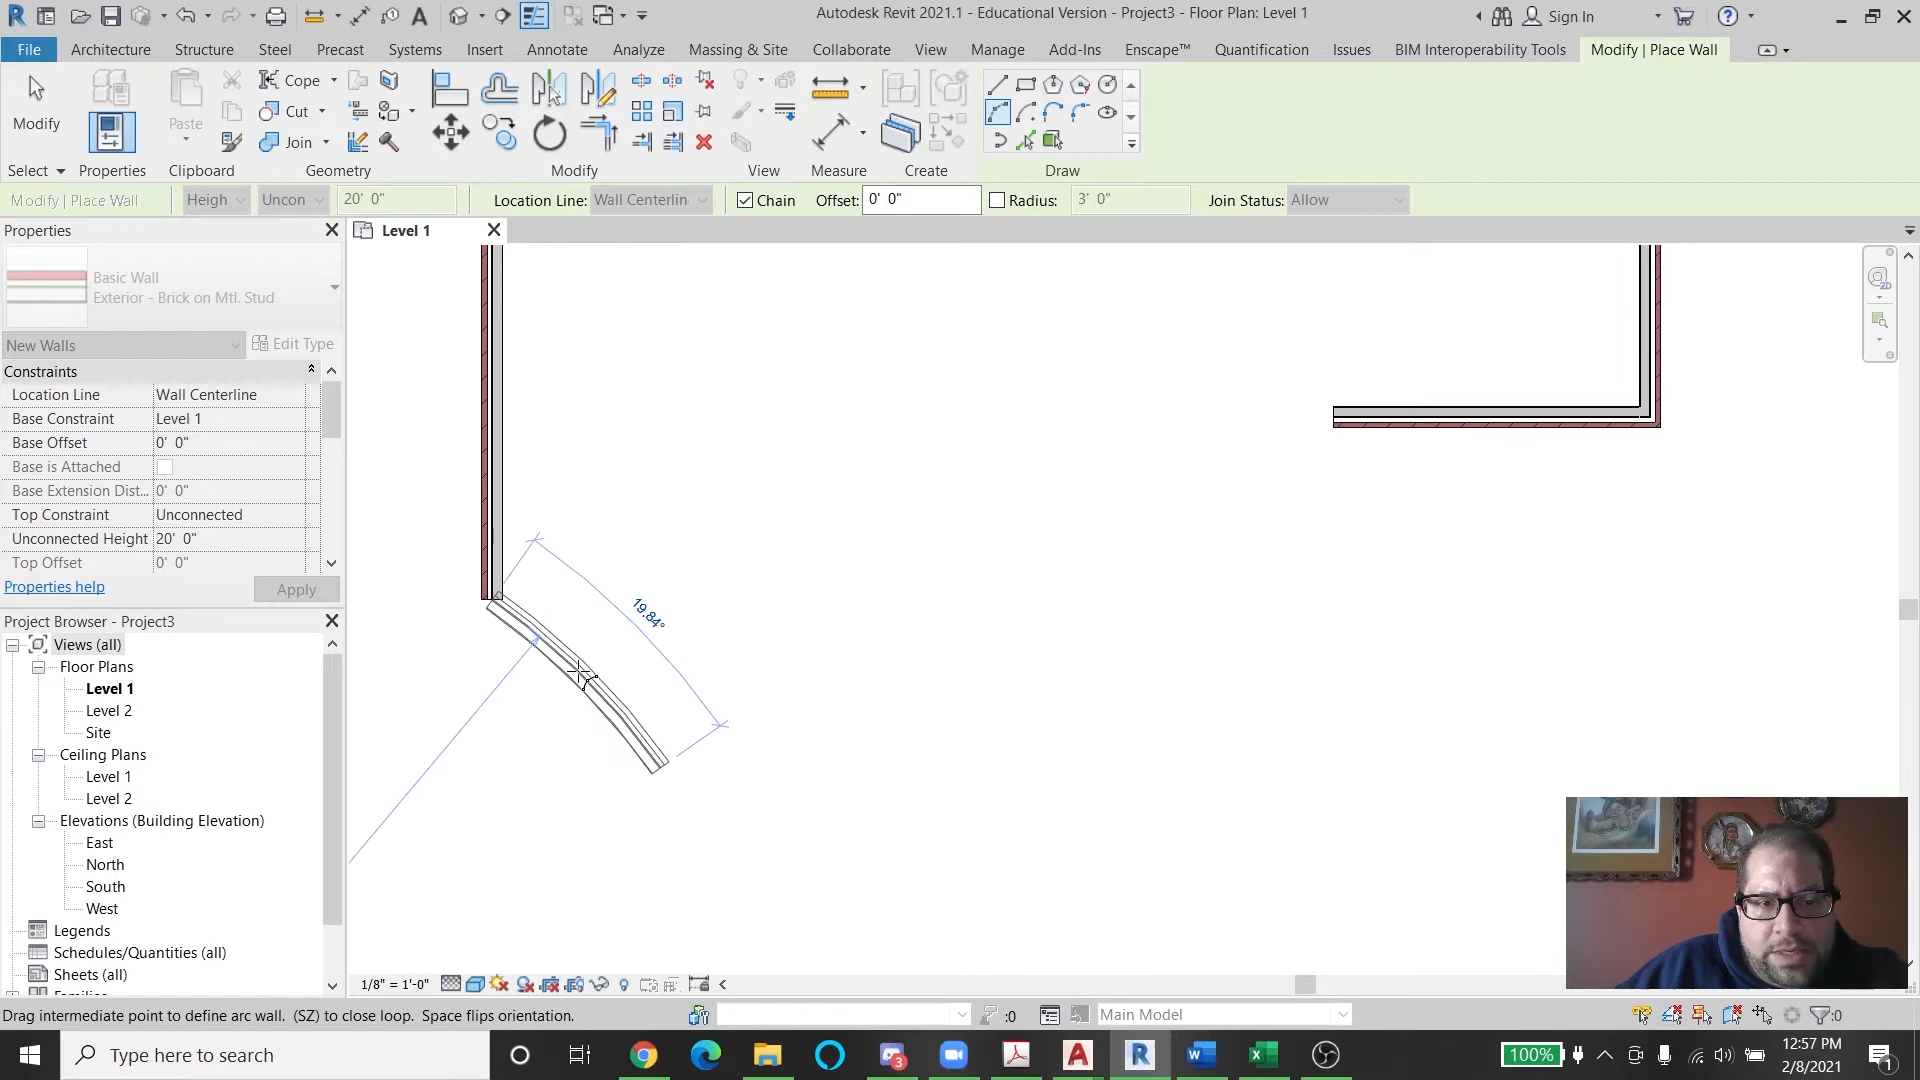 Autodesk Revit 2021.1 - Educational Version - Project3 - Floor Plan: Level 1
Sign In
File Architecture Structure Steel Precast Systems Insert Annotate Analyze Massing & Site Collaborate View Manage Add-Ins Enscape™ Quantification Issues BIM Interoperability Tools Modify | Place Wall
Cope
Cut
Join
Modify
Paste
Select Properties Clipboard Geometry Modify View Measure Create Draw
Modify | Place Wall Heigh Uncon 20' 0" Location Line: Wall Centerlin Chain Offset: 0' 0" Radius: 3' 0" Join Status: Allow
Properties
Level 1
Basic Wall
Exterior - Brick on Mtl. Stud
New Walls Edit Type
Constraints
Location Line Wall Centerline
Base Constraint Level 1
Base Offset 0' 0"
Base is Attached
Base Extension Dist... 0' 0"
Top Constraint Unconnected
Unconnected Height 20' 0"
Top Offset 0' 0"
Properties help Apply
19.84°
Project Browser - Project3
Views (all)
Floor Plans
Level 1
Level 2
Site
Ceiling Plans
Level 1
Level 2
Elevations (Building Elevation)
East
North
South
West
Legends
Schedules/Quantities (all)
Sheets (all)
1/8" = 1'-0"
Drag intermediate point to define arc wall. (SZ) to close loop. Space flips orientation.
:0
Main Model
:0
Type here to search
3
100%
12:57 PM
2/8/2021
1